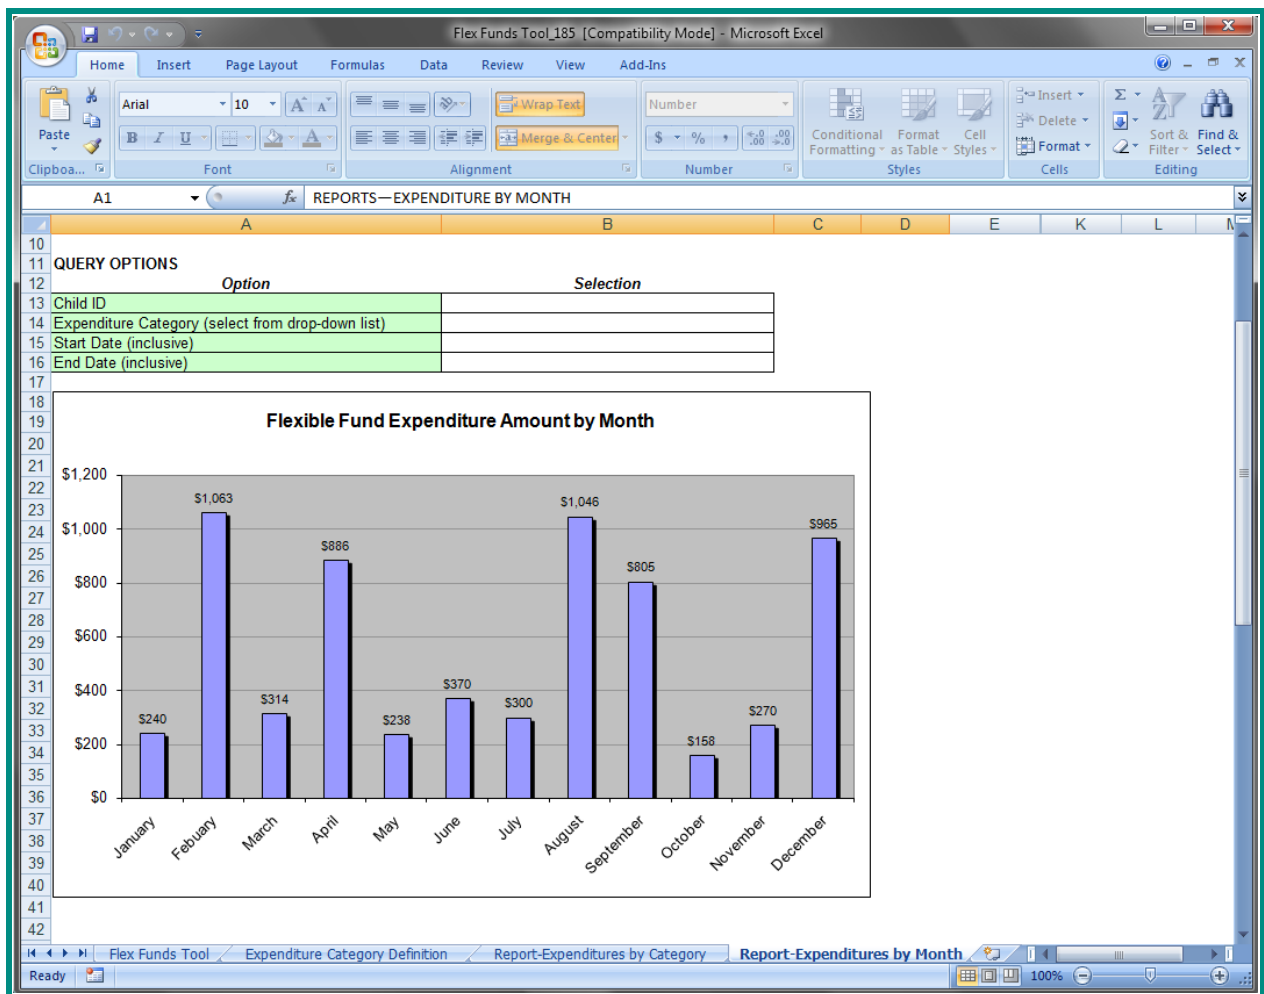 Flex Funds Tool_185 [Compatibility Mode] - Microsoft Excel
Home Insert Page Layout Formulas Data Review View Add-Ins
Paste
Clipboa...
Arial 10
B I U A
Font
Wrap Text
Merge & Center
Alignment
Number
$ % , .0 .00 .00 .0
Number
Conditional Formatting
Format as Table
Cell Styles
Styles
Insert
Delete
Format
Cells
Σ
Sort & Filter
Find & Select
Editing
A1 fx REPORTS—EXPENDITURE BY MONTH
A B C D E K L
10
11 QUERY OPTIONS
12 Option Selection
13 Child ID
14 Expenditure Category (select from drop-down list)
15 Start Date (inclusive)
16 End Date (inclusive)
17
18
19
20
21
22
23
24
25
26
27
28
29
30
31
32
33
34
35
36
37
38
39
40
41
42
Flexible Fund Expenditure Amount by Month
$1,200
$1,000
$800
$600
$400
$200
$0
$240
$1,063
$314
$886
$238
$370
$300
$1,046
$805
$158
$270
$965
January
Febuary
March
April
May
June
July
August
September
October
November
December
Flex Funds Tool Expenditure Category Definition Report-Expenditures by Category Report-Expenditures by Month
Ready 100%